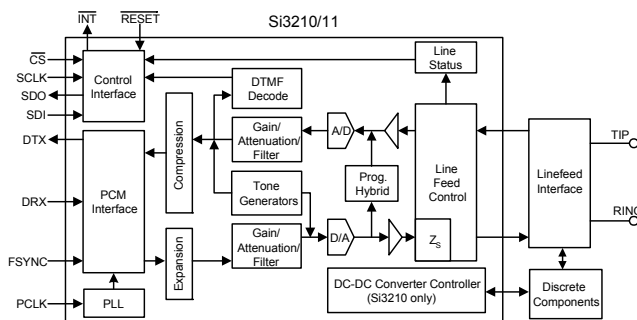 INT
RESET
Si3210/11
CS
SCLK
SDO
SDI
DTX
DRX
FSYNC
PCLK
Control
Interface
PCM
Interface
PLL
Compression
Expansion
DTMF
Decode
Gain/
Attenuation/
Filter
Tone
Generators
Gain/
Attenuation/
Filter
A/D
Prog.
Hybrid
D/A
Line
Status
Line
Feed
Control
ZS
DC-DC Converter Controller
(Si3210 only)
Linefeed
Interface
Discrete
Components
TIP
RING